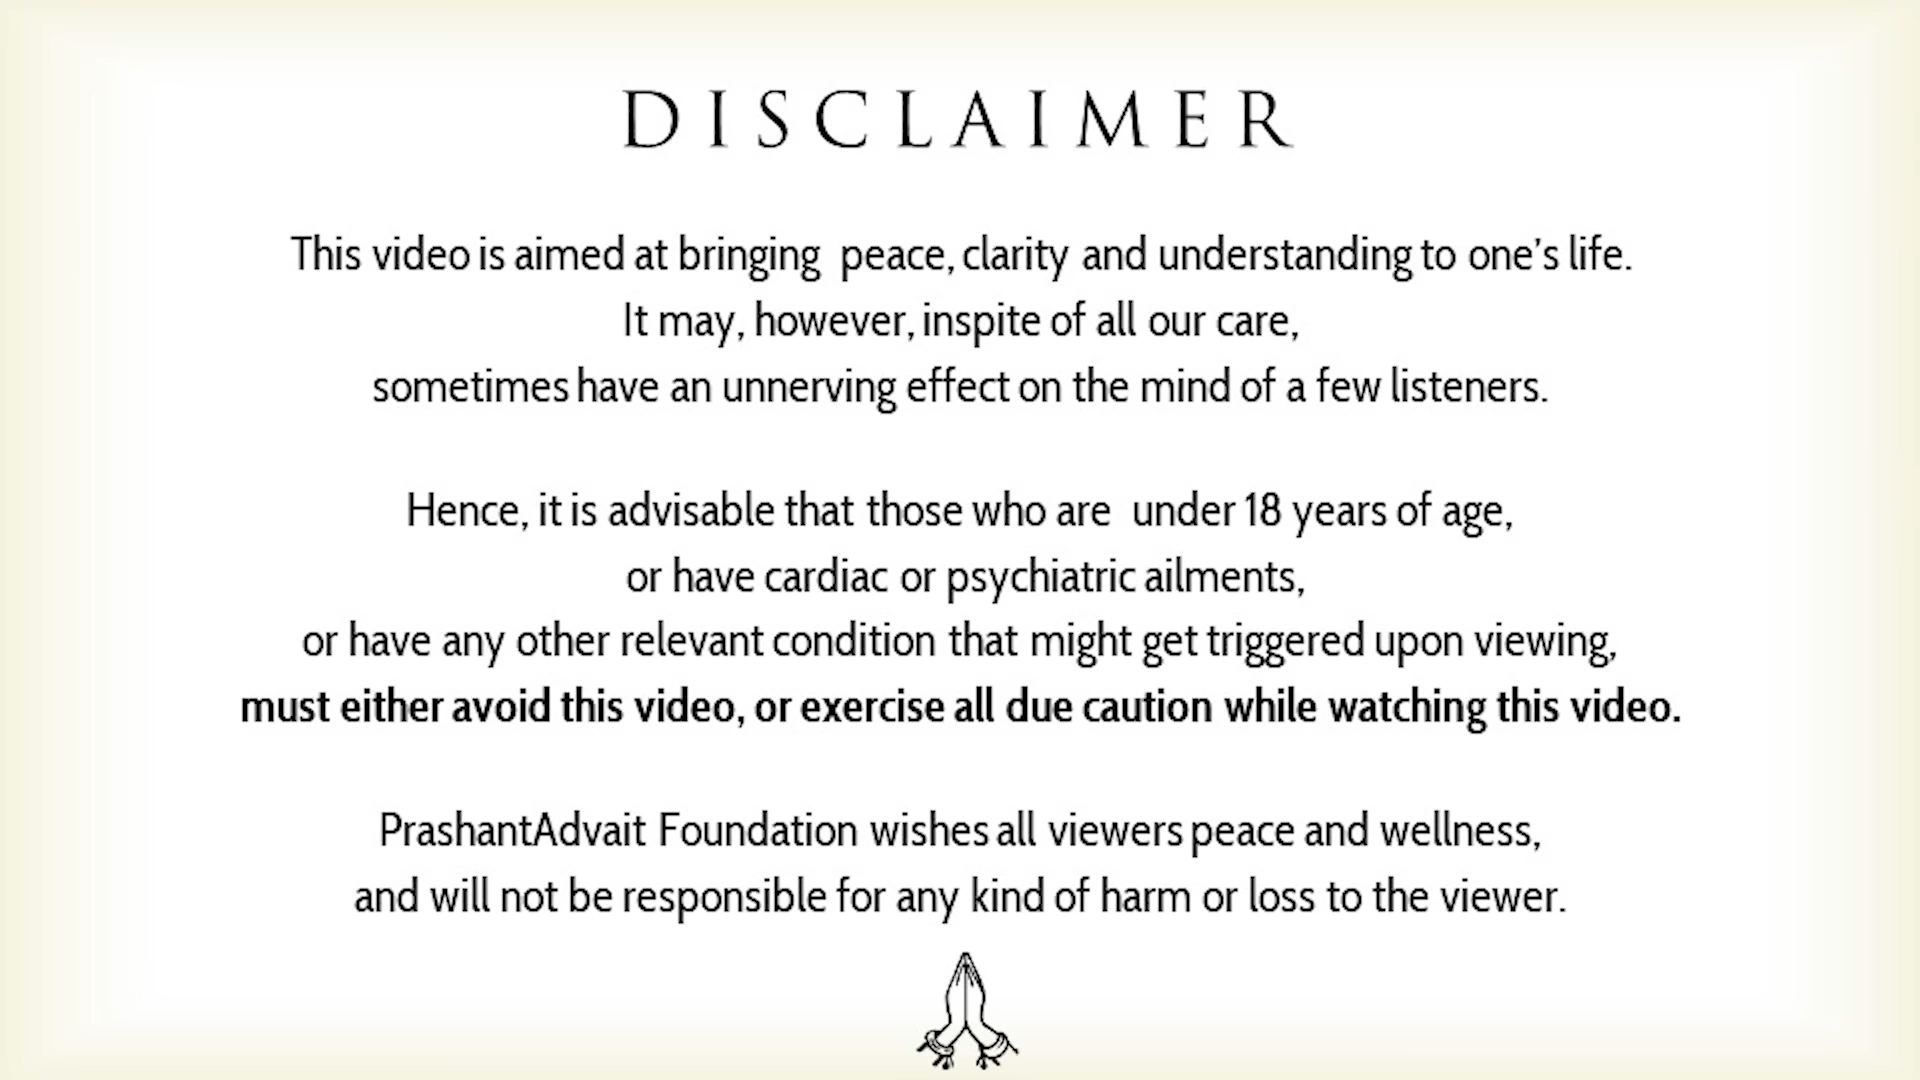 DISCLAIMER
This video is aimed at bringing peace, clarity and understanding to one's life.
It may, however, inspite of all our care,
sometimes have an unnerving effect on the mind of a few listeners.
Hence, it is advisable that those who are under 18 years of age,
or have cardiac or psychiatric ailments,
or have any other relevant condition that might get triggered upon viewing,
must either avoid this video, or exercise all due caution while watching this video.
PrashantAdvait Foundation wishes all viewers peace and wellness,
and will not be responsible for any kind of harm or loss to the viewer.